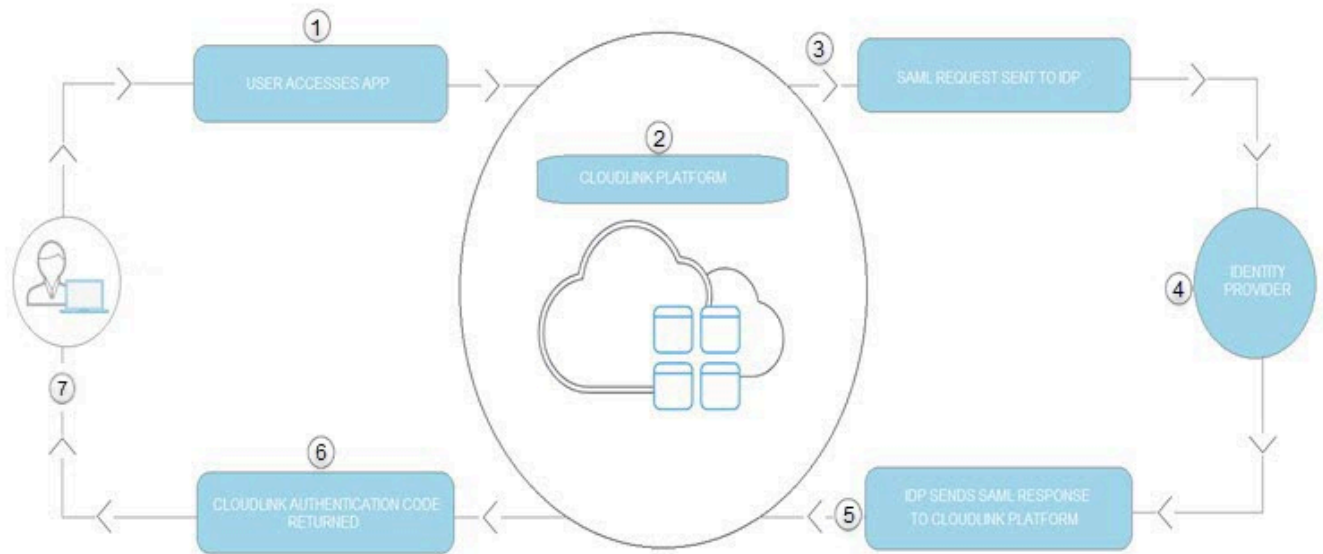 1
USER ACCESSES APP
2
CLOUDLINK PLATFORM
3
SAML REQUEST SENT TO IDP
4
IDENTITY
PROVIDER
5
IDP SENDS SAML RESPONSE
TO CLOUDLINK PLATFORM
6
CLOUDLINK AUTHENTICATION CODE
RETURNED
7